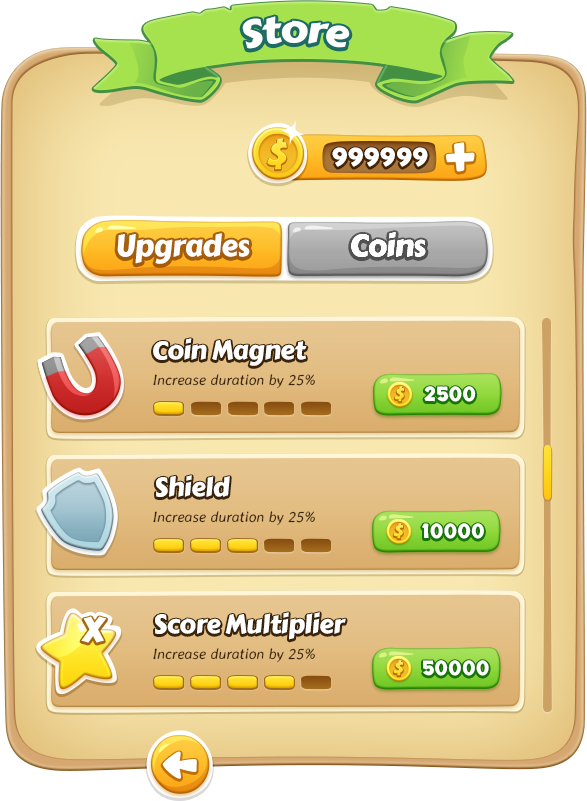 Store
$ 999999 +
Upgrades Coins
Coin Magnet
Increase duration by 25%
$ 2500
Shield
Increase duration by 25%
$ 10000
X
Score Multiplier
Increase duration by 25%
$ 50000